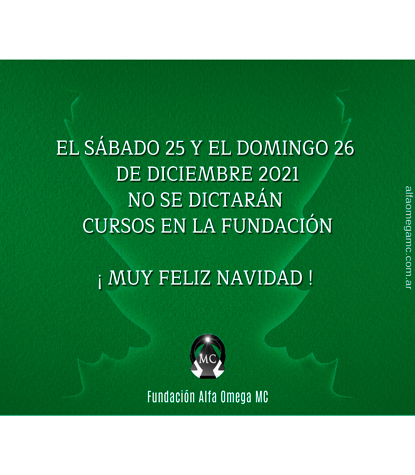 EL SÁBADO 25 Y EL DOMINGO 26
DE DICIEMBRE 2021
NO SE DICTARÁN
CURSOS EN LA FUNDACIÓN
¡ MUY FELIZ NAVIDAD !
alfaomegamc.com.ar
MC
Fundación Alfa Omega MC